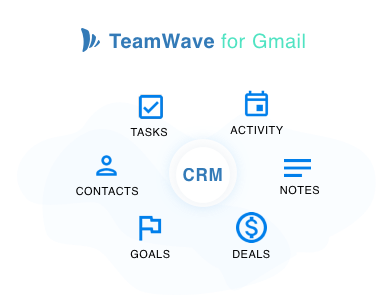 TeamWave for Gmail
TASKS
ACTIVITY
CONTACTS
CRM
NOTES
GOALS
DEALS